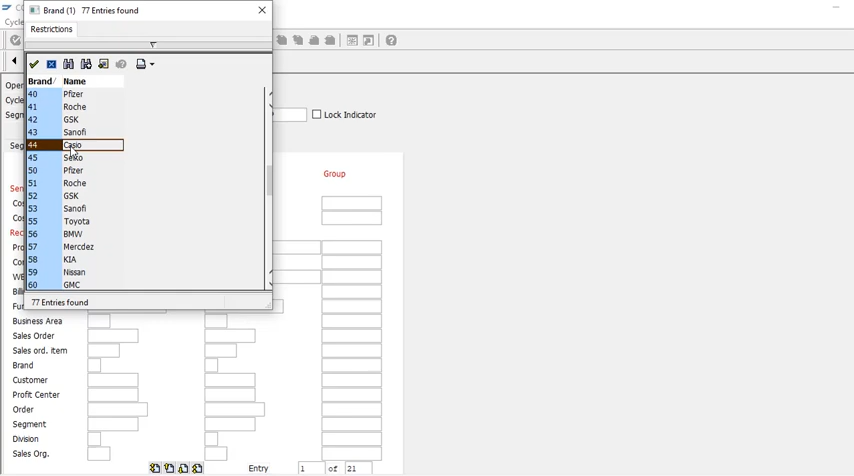 Brand (1) 77 Entries found
Cycle
Restrictions
Brand Name
40 Pfizer
41 Roche
42 GSK
43 Sanofi
44 Casio
45 Seiko
50 Pfizer
51 Roche
52 GSK
53 Sanofi
55 Toyota
56 BMW
57 Mercdez
58 KIA
59 Nissan
60 GMC
77 Entries found
Lock Indicator
Group
Business Area
Sales Order
Sales ord. item
Brand
Customer
Profit Center
Order
Segment
Division
Sales Org.
Entry 1 of 21